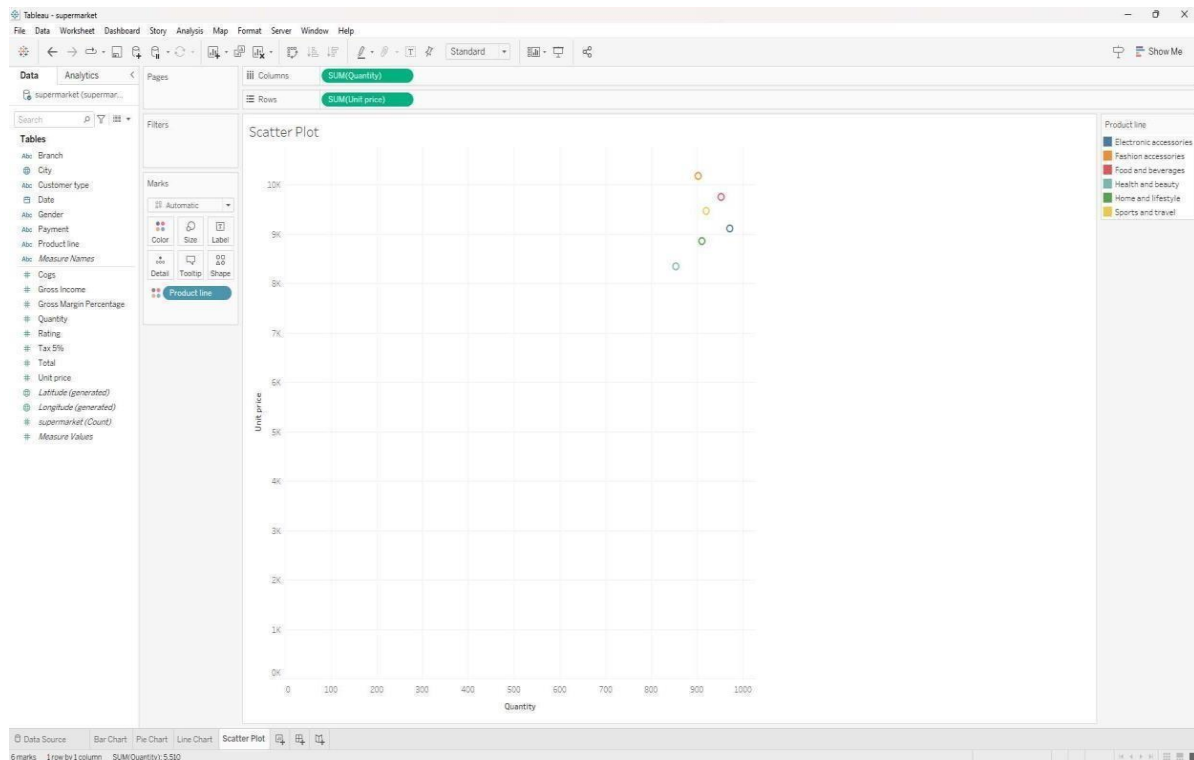 Tableau - supermarket
File Data Worksheet Dashboard Story Analysis Map Format Server Window Help
Standard
Show Me
Data Analytics
supermarket (supermar...
Search
Tables
Abc Branch
City
Abc Customer type
Date
Abc Gender
Abc Payment
Abc Product line
Abc Measure Names
# Cogs
# Gross Income
# Gross Margin Percentage
# Quantity
# Rating
# Tax 5%
# Total
# Unit price
Latitude (generated)
Longitude (generated)
# supermarket (Count)
# Measure Values
Pages
Filters
Marks
Automatic
Color Size Label
Detail Tooltip Shape
Product line
Columns SUM(Quantity)
Rows SUM(Unit price)
Scatter Plot
10K
9K
8K
7K
6K
5K
4K
3K
2K
1K
0K
Unit price
0 100 200 300 400 500 600 700 800 900 1000
Quantity
Product line
Electronic accessories
Fashion accessories
Food and beverages
Health and beauty
Home and lifestyle
Sports and travel
Data Source Bar Chart Pie Chart Line Chart Scatter Plot
6 marks 1 row by 1 column SUM(Quantity): 5,510